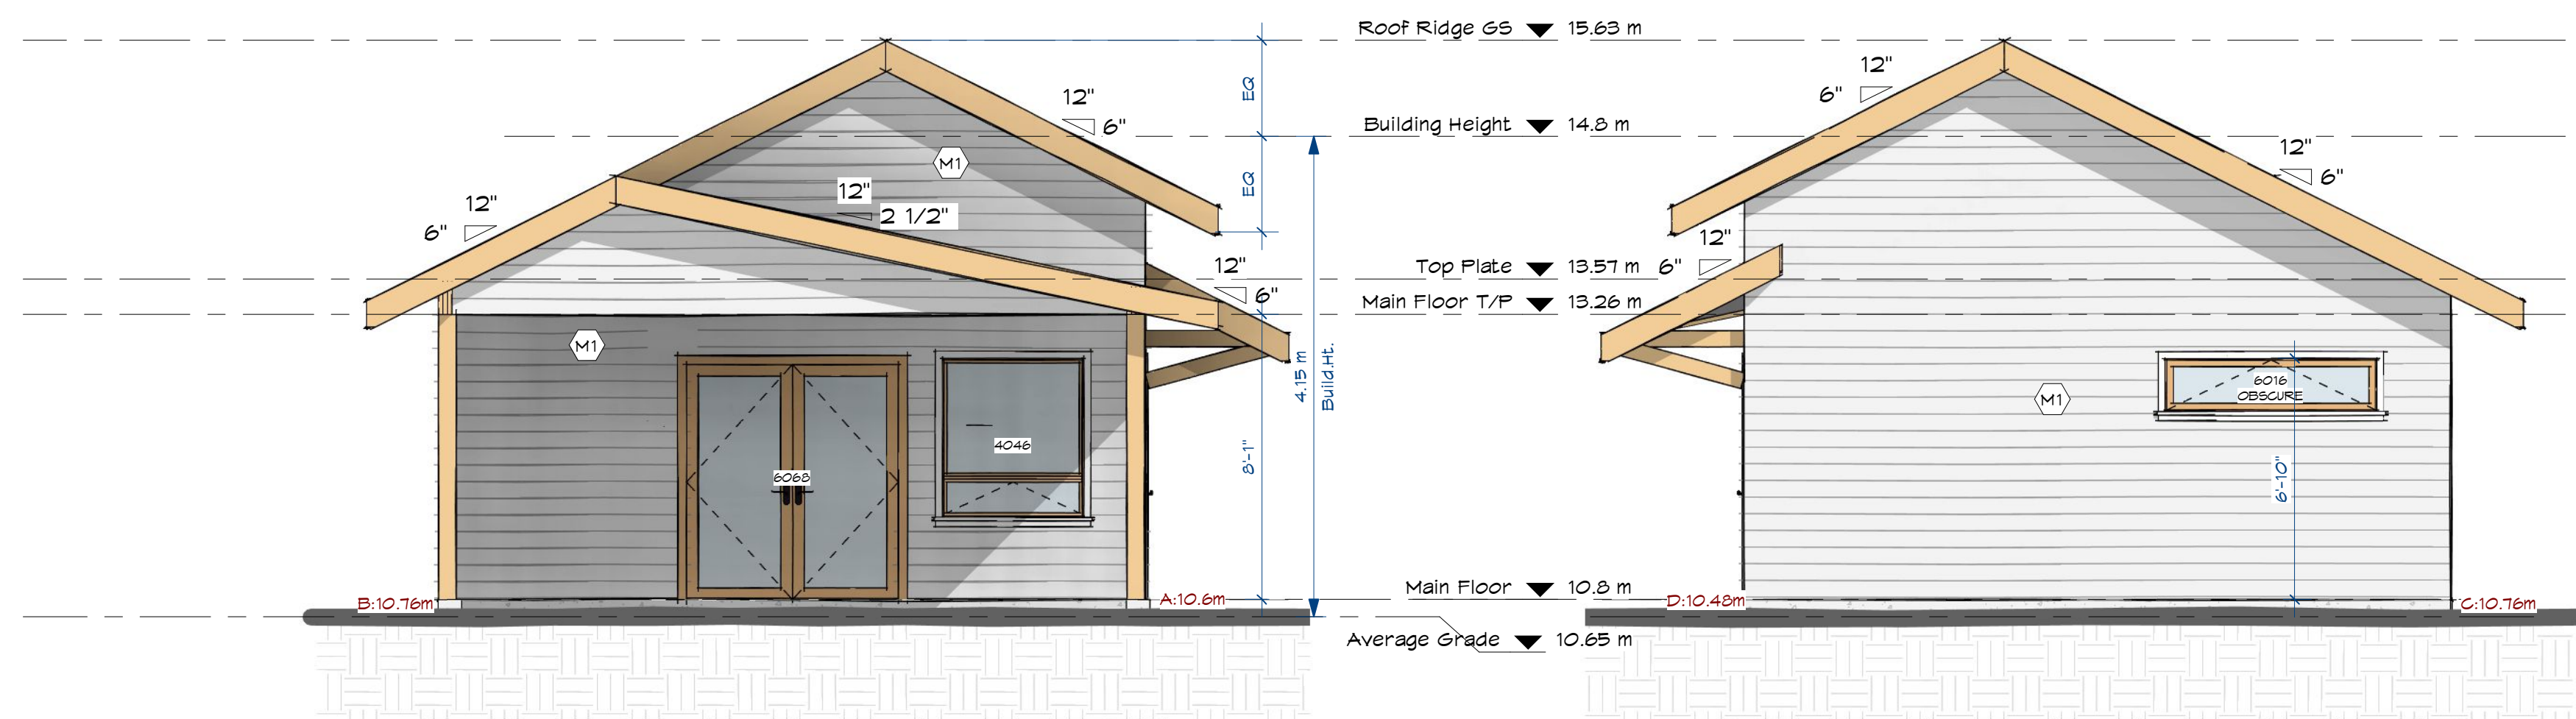 Roof Ridge GS 15.63 m
12"
6"
12"
6"
EQ
Building Height 14.8 m
M1
12"
6"
EQ
12"
2 1/2"
12"
6"
12"
6"
Top Plate 13.57 m
12"
6"
Main Floor T/P 13.26 m
M1
4.15 m
Build.Ht.
6016
OBSCURE
M1
4046
8'-1"
6068
6'-10"
Main Floor 10.8 m
B:10.76m
A:10.6m
D:10.48m
C:10.76m
Average Grade 10.65 m